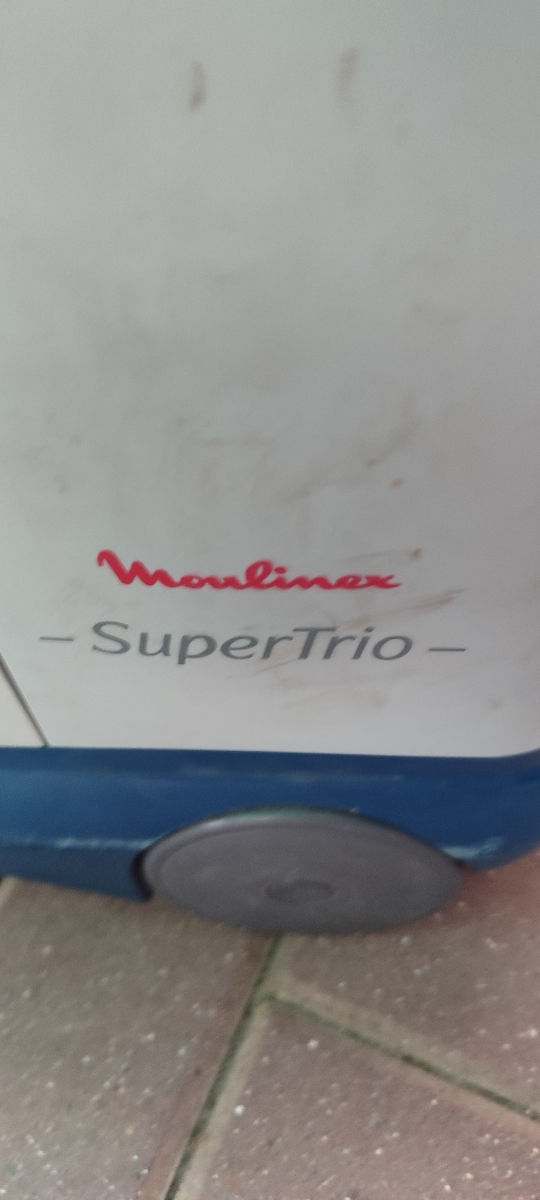 Moulinex
– SuperTrio –